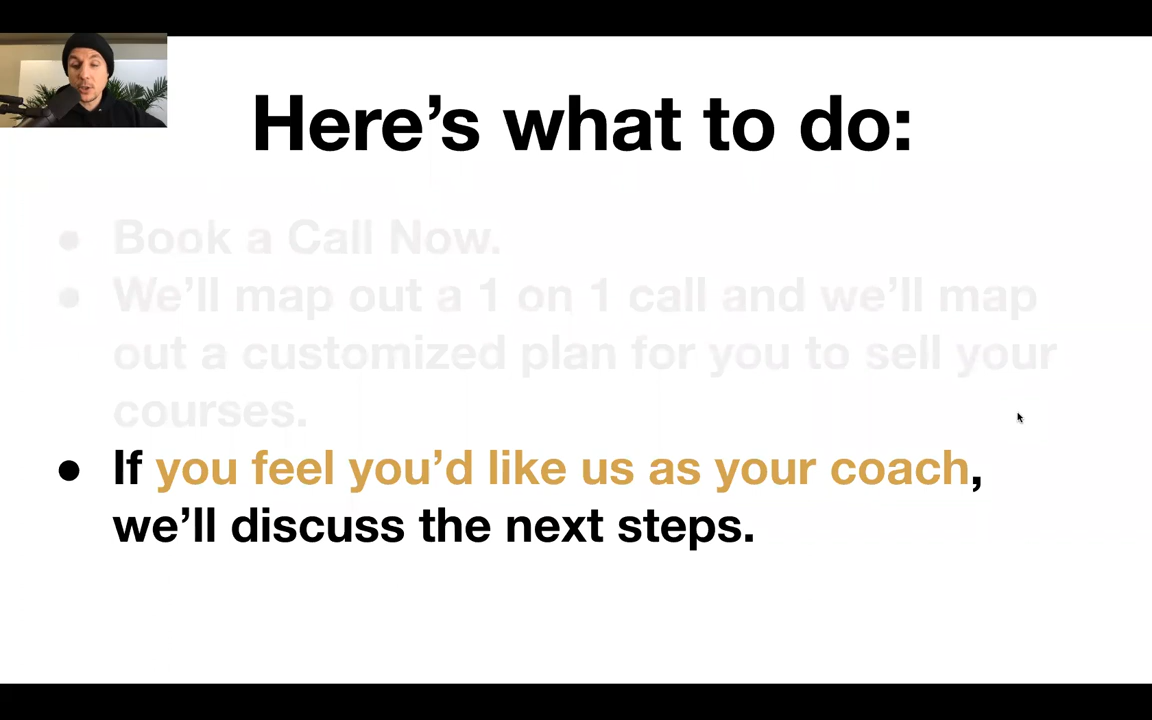 Here’s what to do:
● Book a Call Now.
● We’ll map out a 1 on 1 call and we’ll map
out a customized plan for you to sell your
courses.
● If you feel you’d like us as your coach,
we’ll discuss the next steps.